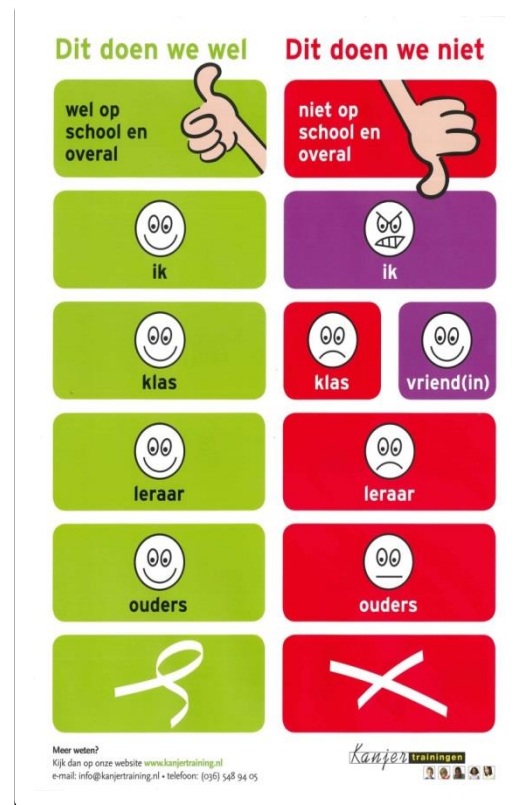 Dit doen we wel
Dit doen we niet
wel op
school en
overal
niet op
school en
overal
ik
ik
klas
klas
vriend(in)
leraar
leraar
ouders
ouders
Meer weten?
Kijk dan op onze website www.kanjertraining.nl
e-mail: info@kanjertraining.nl • telefoon: (036) 548 94 05
Kanjer trainingen